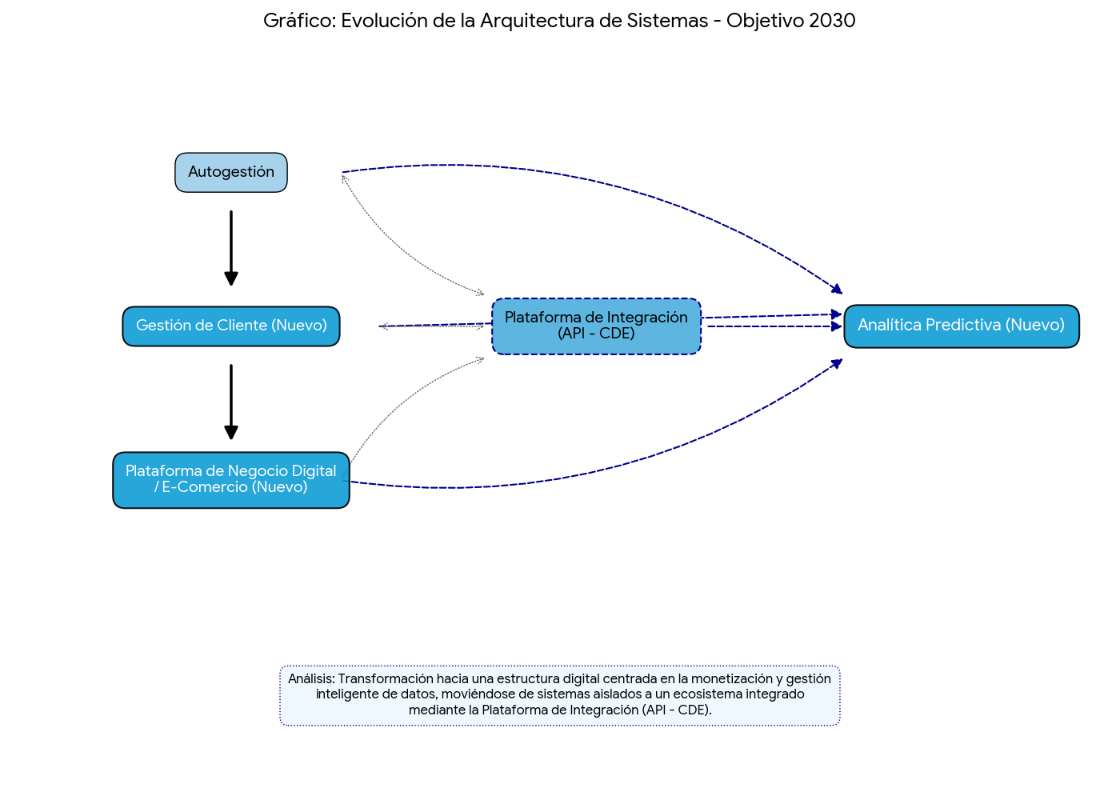 Gráfico: Evolución de la Arquitectura de Sistemas - Objetivo 2030
Autogestión
Gestión de Cliente (Nuevo)
Plataforma de Integración
(API - CDE)
Analítica Predictiva (Nuevo)
Plataforma de Negocio Digital
/ E-Comercio (Nuevo)
Análisis: Transformación hacia una estructura digital centrada en la monetización y gestión
inteligente de datos, moviéndose de sistemas aislados a un ecosistema integrado
mediante la Plataforma de Integración (API - CDE).